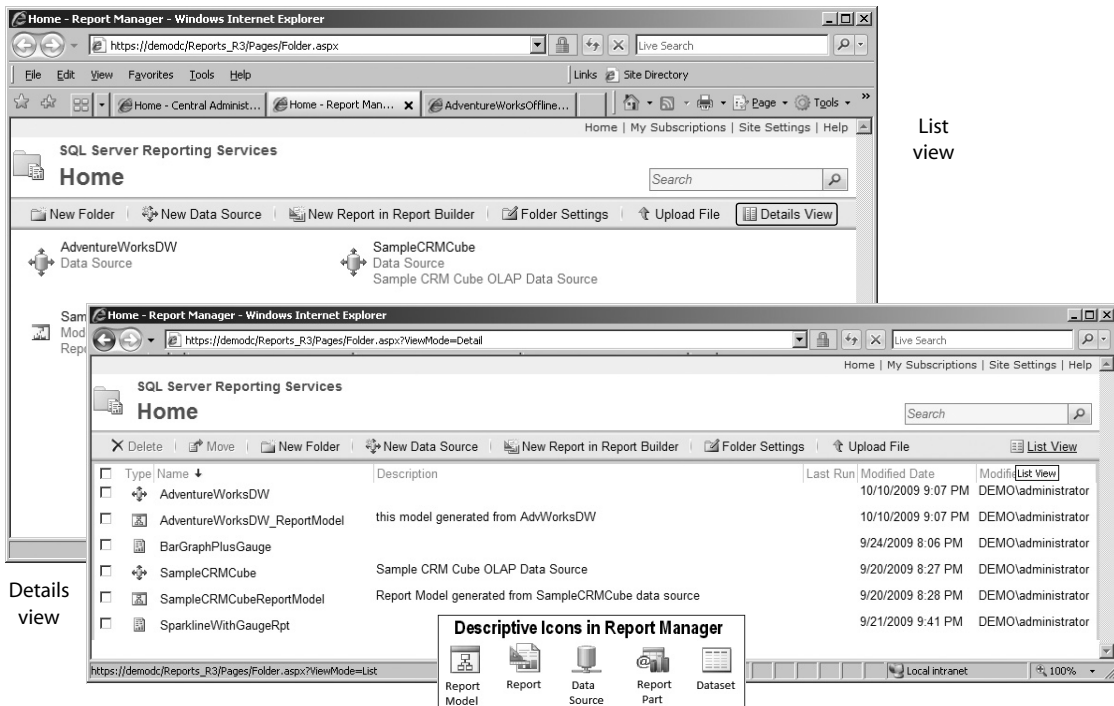 Home - Report Manager - Windows Internet Explorer
https://demodc/Reports_R3/Pages/Folder.aspx
Live Search
File Edit View Favorites Tools Help
Links Site Directory
Home - Central Administ...
Home - Report Man...
AdventureWorksOffline...
Page
Tools
Home | My Subscriptions | Site Settings | Help
SQL Server Reporting Services
Home
Search
New Folder
New Data Source
New Report in Report Builder
Folder Settings
Upload File
Details View
AdventureWorksDW
Data Source
SampleCRMCube
Data Source
Sample CRM Cube OLAP Data Source
Sam
Mod
Rep
List
view
Home - Report Manager - Windows Internet Explorer
https://demodc/Reports_R3/Pages/Folder.aspx?ViewMode=Detail
Live Search
Home | My Subscriptions | Site Settings | Help
SQL Server Reporting Services
Home
Search
Delete
Move
New Folder
New Data Source
New Report in Report Builder
Folder Settings
Upload File
List View
Type Name Description Last Run Modified Date Modifi
List View
AdventureWorksDW 10/10/2009 9:07 PM DEMO\administrator
AdventureWorksDW_ReportModel this model generated from AdvWorksDW 10/10/2009 9:07 PM DEMO\administrator
BarGraphPlusGauge 9/24/2009 8:06 PM DEMO\administrator
SampleCRMCube Sample CRM Cube OLAP Data Source 9/20/2009 8:27 PM DEMO\administrator
SampleCRMCubeReportModel Report Model generated from SampleCRMCube data source 9/20/2009 8:28 PM DEMO\administrator
SparklineWithGaugeRpt 9/21/2009 9:41 PM DEMO\administrator
Details
view
https://demodc/Reports_R3/Pages/Folder.aspx?ViewMode=List
Local intranet
100%
Descriptive Icons in Report Manager
Report
Model
Report
Data
Source
Report
Part
Dataset